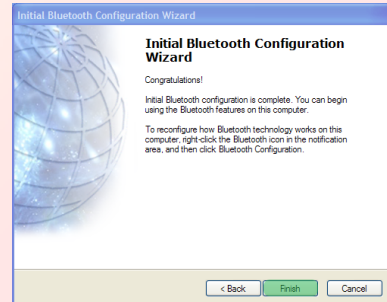 Initial Bluetooth Configuration Wizard
Initial Bluetooth Configuration
Wizard
Congratulations!
Initial Bluetooth configuration is complete. You can begin
using the Bluetooth features on this computer.
To reconfigure how Bluetooth technology works on this
computer, right-click the Bluetooth icon in the notification
area, and then click Bluetooth Configuration.
< Back
Finish
Cancel